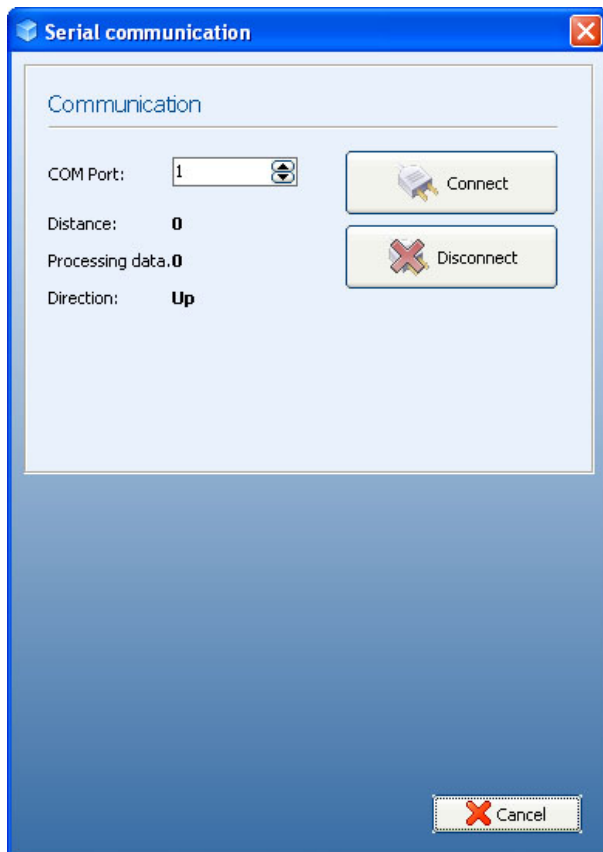 Serial communication
Communication
COM Port: 1
Connect
Distance: 0
Disconnect
Processing data.0
Direction: Up
Cancel